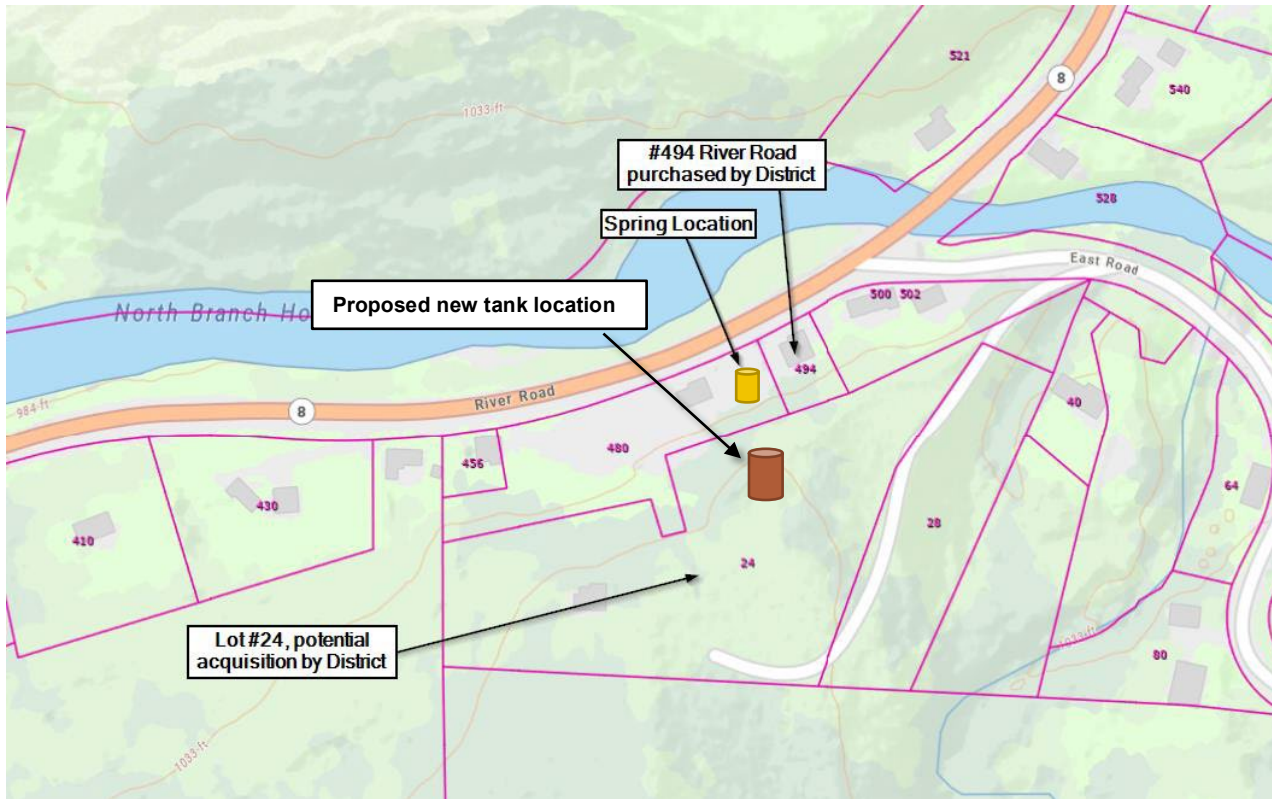 521
8
540
1033-ft
#494 River Road
purchased by District
528
Spring Location
East Road
Proposed new tank location
North Branch Ho
500 502
494
984-ft
8
River Road
40
456
480
64
430
28
410
24
Lot #24, potential
acquisition by District
1033-ft
80
1033-ft